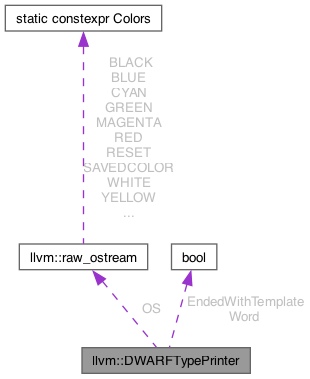 static constexpr Colors
BLACK
BLUE
CYAN
GREEN
MAGENTA
RED
RESET
SAVEDCOLOR
WHITE
YELLOW
...
llvm::raw_ostream
bool
OS
EndedWithTemplate
Word
llvm::DWARFTypePrinter